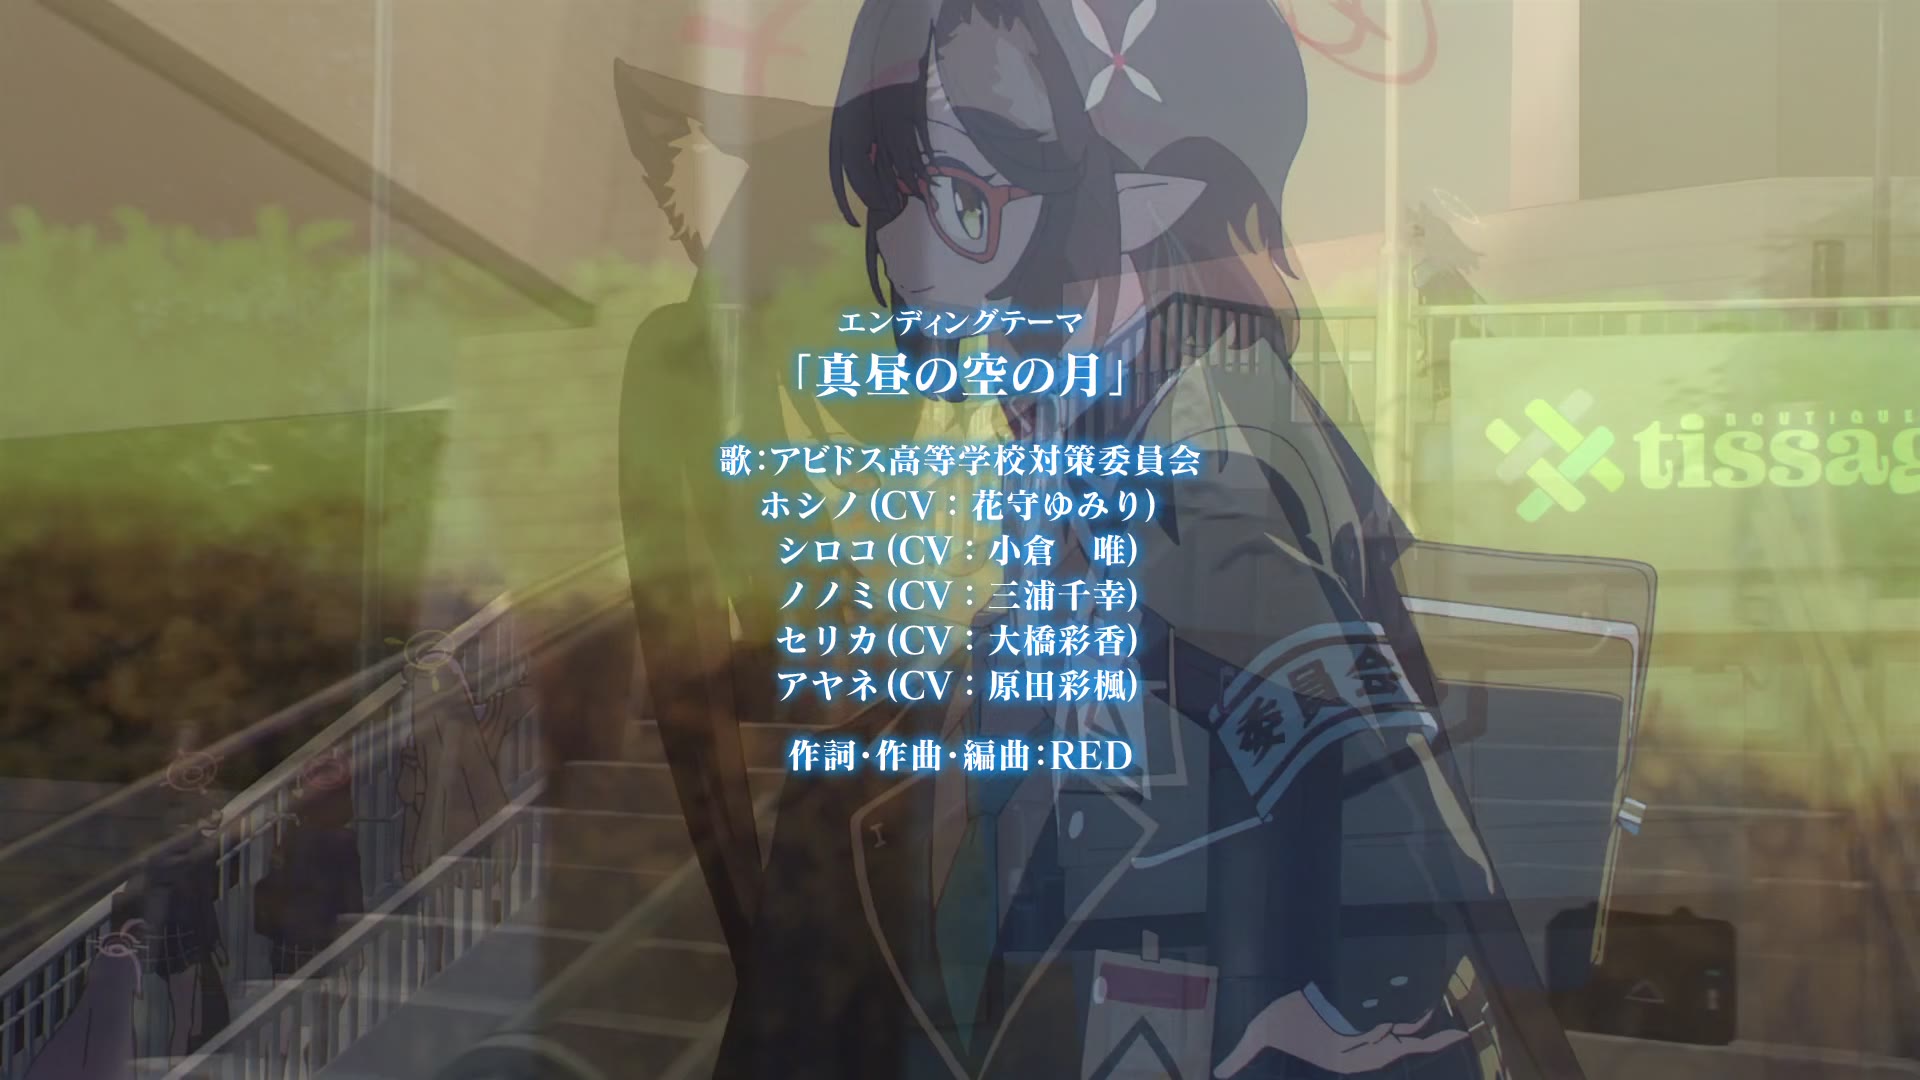 エンディングテーマ
「真昼の空の月」
歌：アビドス高等学校対策委員会
ホシノ(CV：花守ゆみり)
シロコ(CV：小倉　唯)
ノノミ(CV：三浦千幸)
セリカ(CV：大橋彩香)
アヤネ(CV：原田彩楓)
作詞・作曲・編曲：RED
BOUTIQUE
tissag
委員会